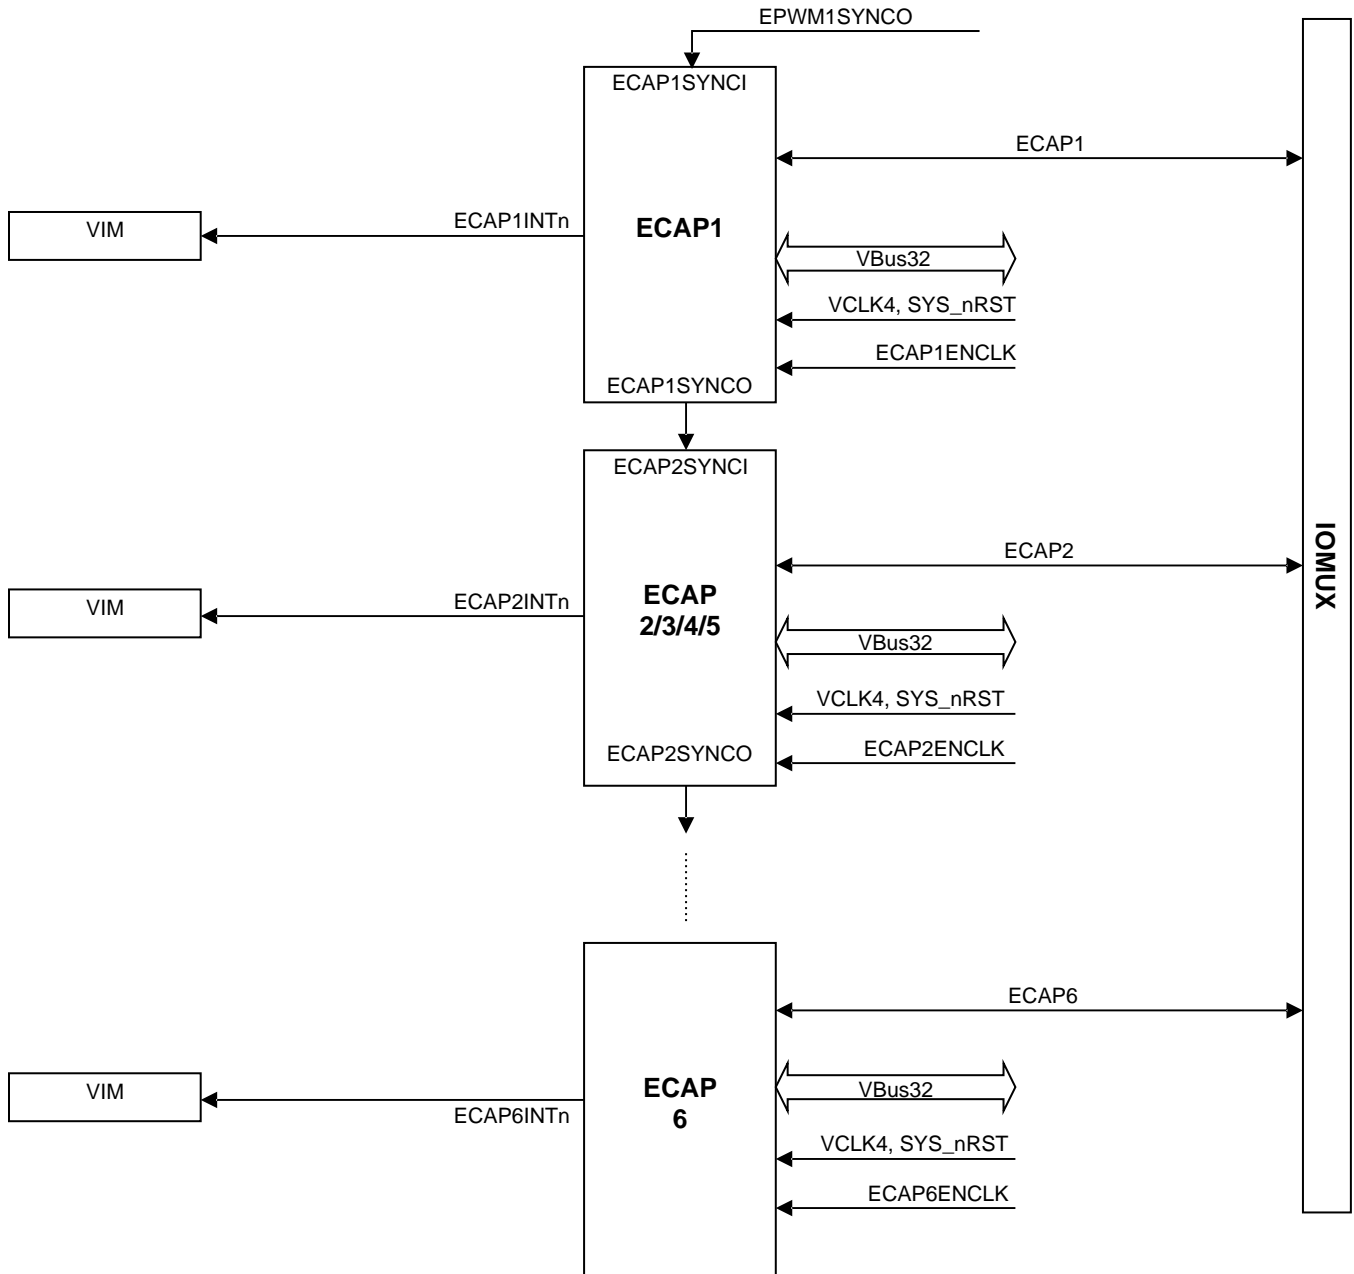 EPWM1SYNCO
ECAP1SYNCI
ECAP1
VIM
ECAP1INTn
ECAP1
VBus32
VCLK4, SYS_nRST
ECAP1ENCLK
ECAP1SYNCO
ECAP2SYNCI
IOMUX
ECAP2
VIM
ECAP2INTn
ECAP
2/3/4/5
VBus32
VCLK4, SYS_nRST
ECAP2SYNCO
ECAP2ENCLK
ECAP6
VIM
ECAP6INTn
ECAP
6
VBus32
VCLK4, SYS_nRST
ECAP6ENCLK